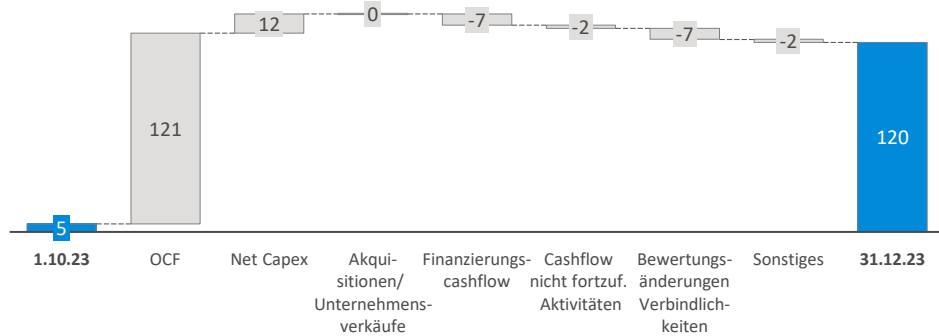 12
0
-7
-2
-7
-2
121
120
5
1.10.23
OCF
Net Capex
Akqui-
sitionen/
Unternehmens-
verkäufe
Finanzierungs-
cashflow
Cashflow
nicht fortzuf.
Aktivitäten
Bewertungs-
änderungen
Verbindlich-
keiten
Sonstiges
31.12.23